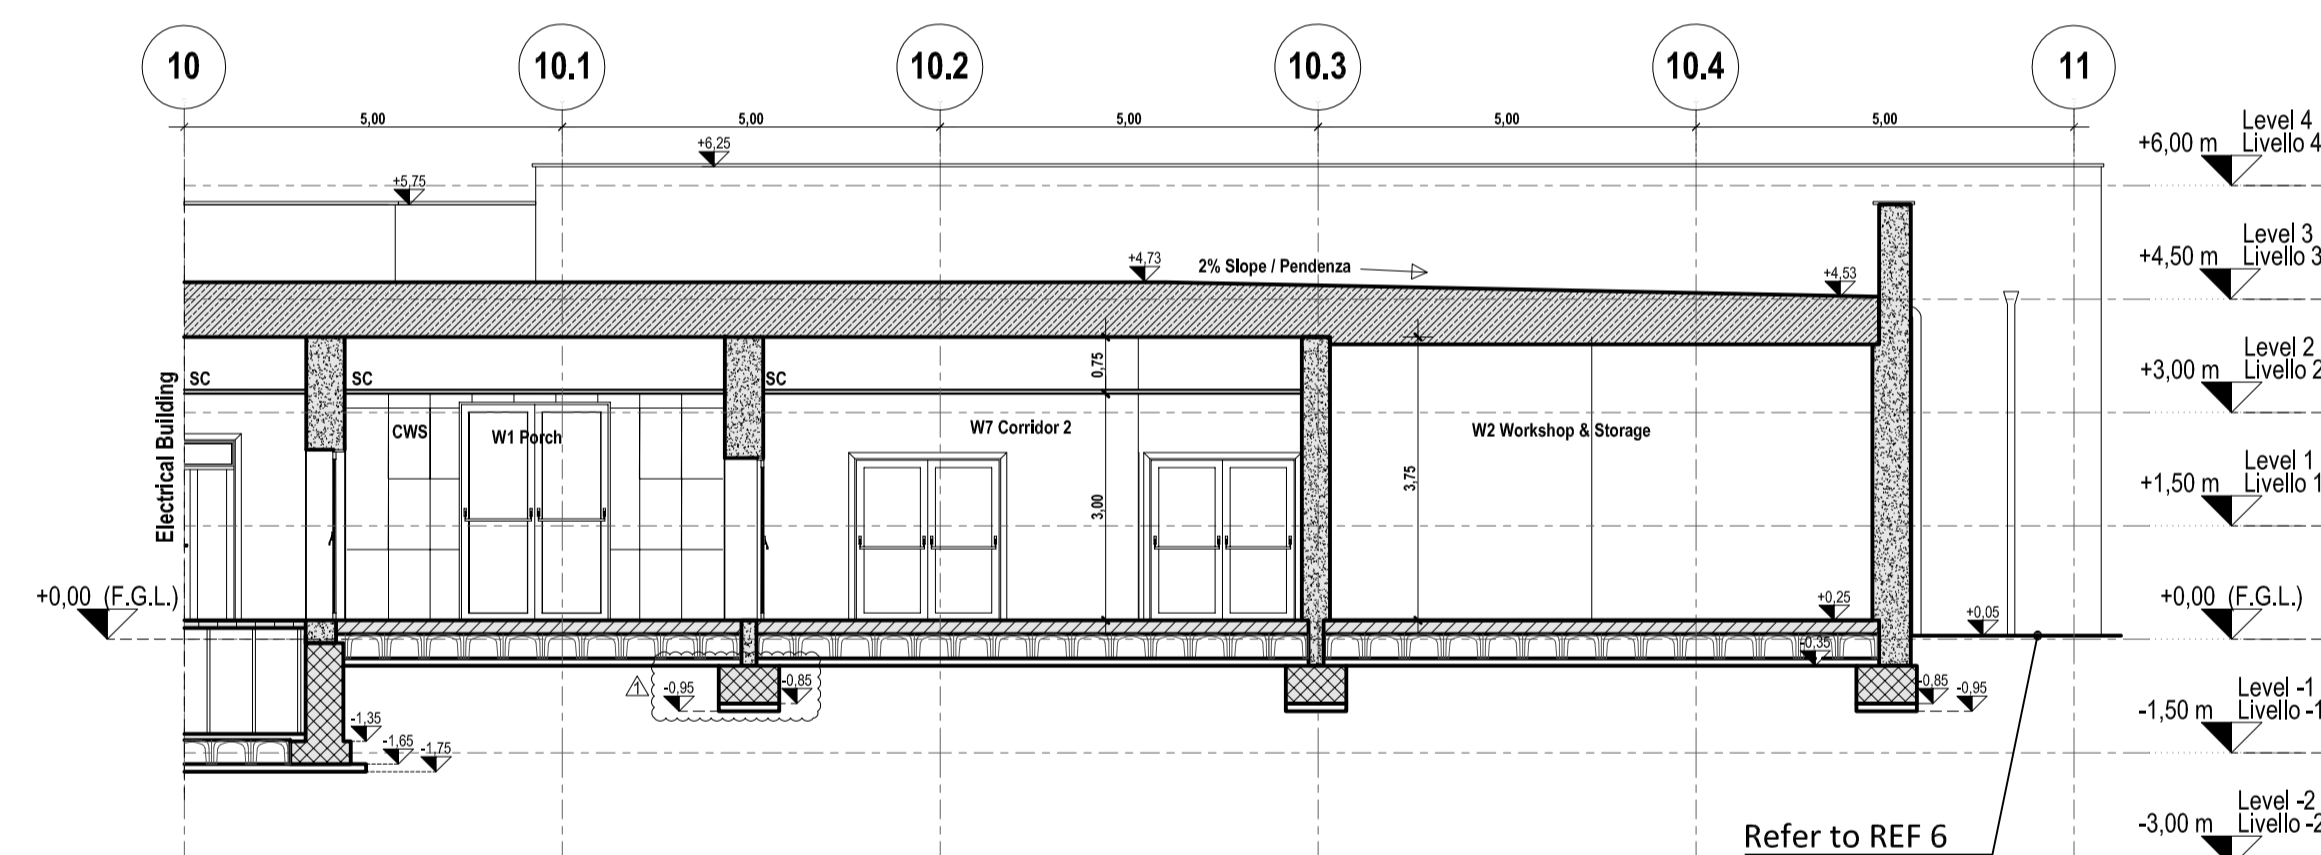 10
10.1
10.2
10.3
10.4
11
5,00
5,00
5,00
5,00
5,00
Level 4
+6,00 m Livello 4
+6,25
+5,75
Level 3
+4,50 m Livello 3
+4,73
2% Slope / Pendenza
+4,53
Level 2
+3,00 m Livello 2
0,75
SC
SC
SC
Electrical Building
CWS
W1 Porch
W7 Corridor 2
W2 Workshop & Storage
Level 1
+1,50 m Livello 1
3,00
3,75
+0,00 (F.G.L.)
+0,25
+0,05
+0,00 (F.G.L.)
-0,35
1
-0,95
-0,85
-0,85
-0,95
Level -1
-1,50 m Livello -1
-1,35
-1,65
-1,75
Level -2
-3,00 m Livello -2
Refer to REF 6